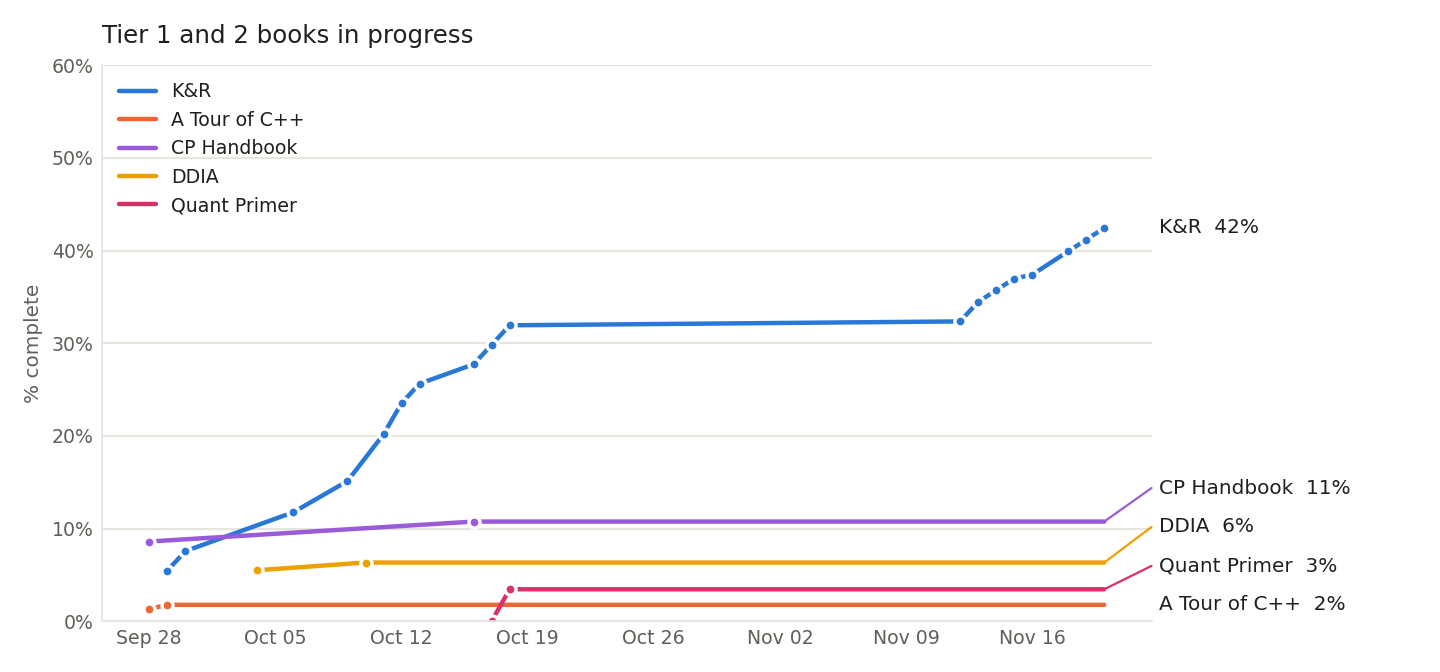 Tier 1 and 2 books in progress
60%
50%
40%
30%
20%
10%
0%
% complete
K&R
A Tour of C++
CP Handbook
DDIA
Quant Primer
K&R 42%
CP Handbook 11%
DDIA 6%
Quant Primer 3%
A Tour of C++ 2%
Sep 28 Oct 05 Oct 12 Oct 19 Oct 26 Nov 02 Nov 09 Nov 16